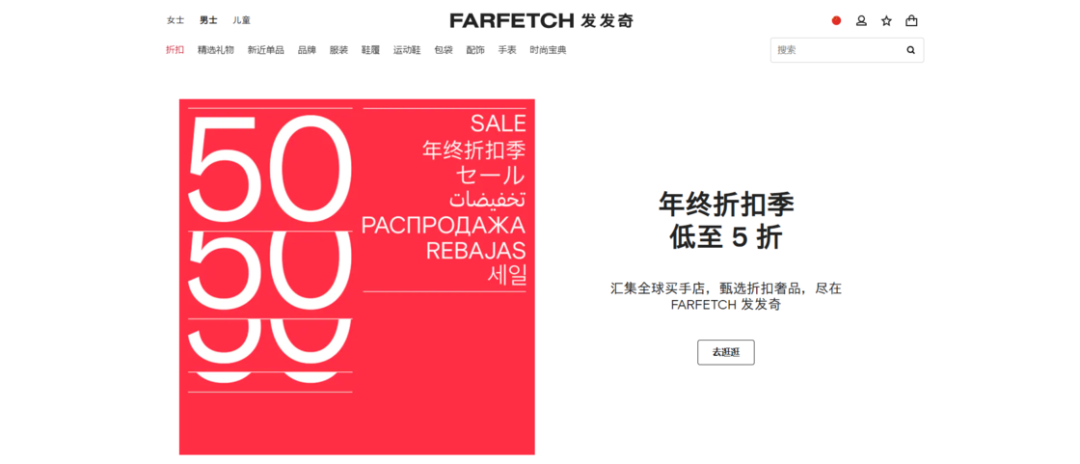 女士 男士 儿童
FARFETCH 发发奇
折扣 精选礼物 新近单品 品牌 服装 鞋履 运动鞋 包袋 配饰 手表 时尚宝典
搜索
50
50
50
50
SALE
年终折扣季
セール
تخفيضات
РАСПРОДАЖА
REBAJAS
세일
年终折扣季
低至 5 折
汇集全球买手店，甄选折扣奢品，尽在
FARFETCH 发发奇
去逛逛